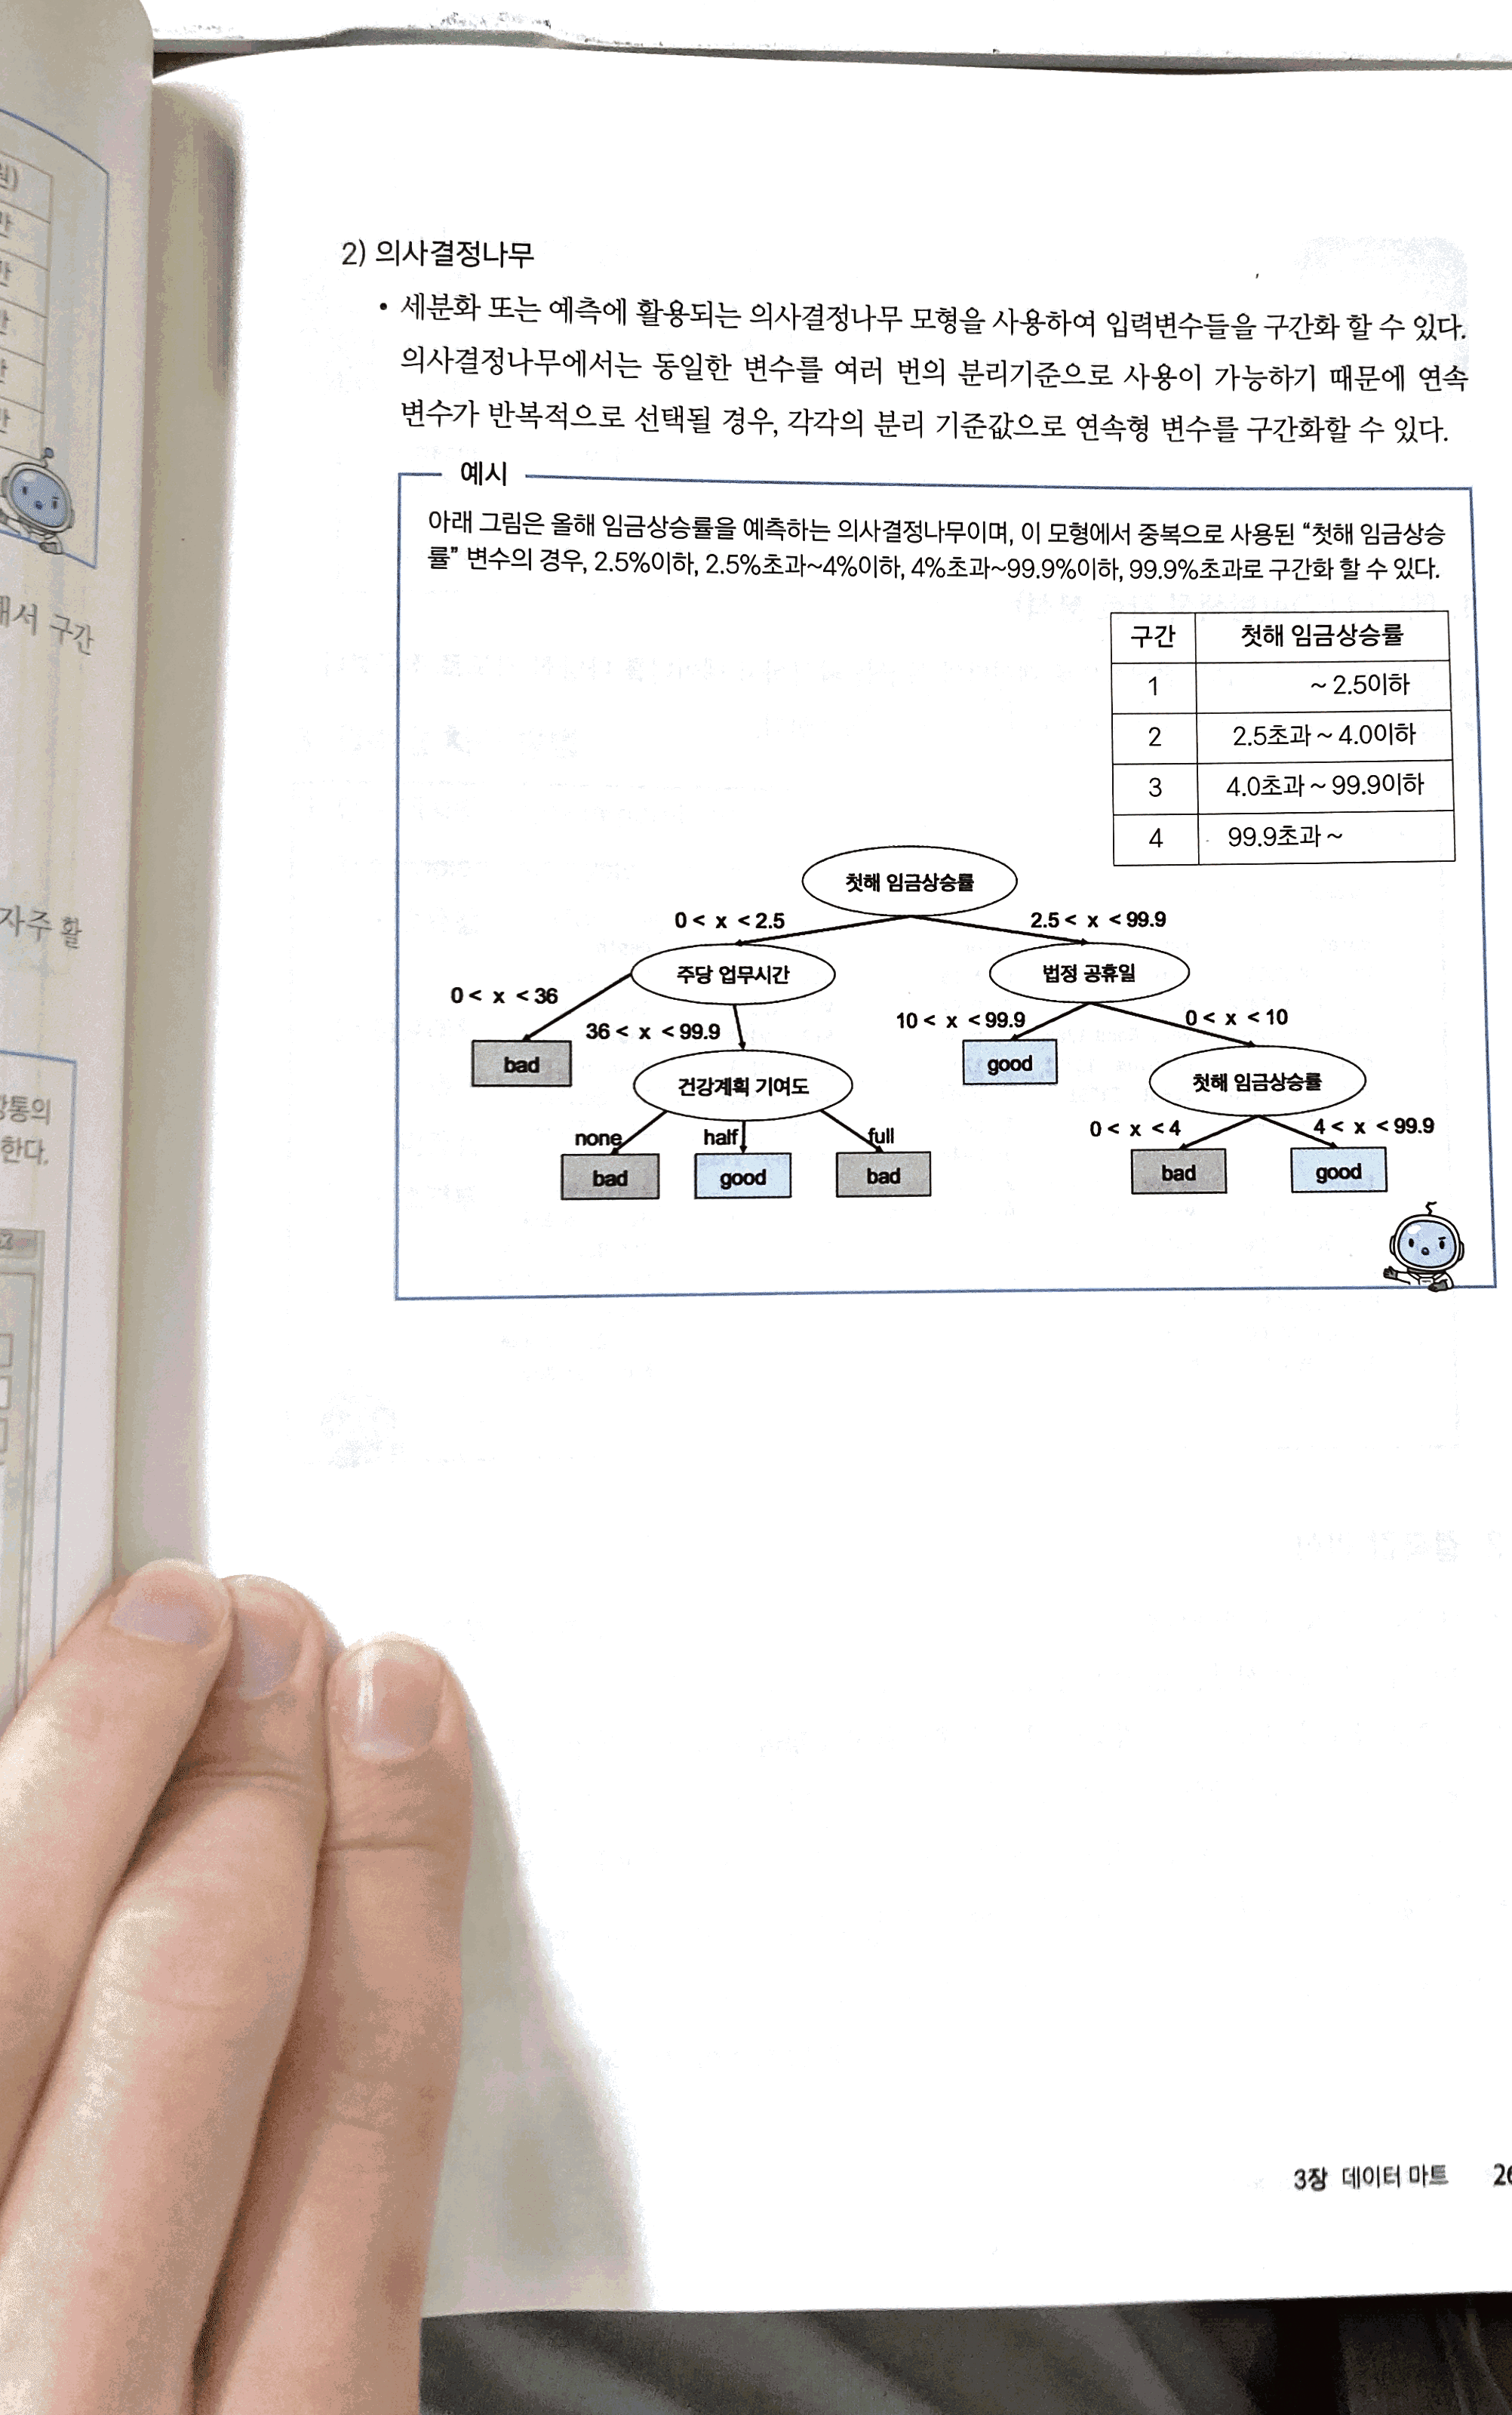 2) 의사결정나무
• 세분화 또는 예측에 활용되는 의사결정나무 모형을 사용하여 입력변수들을 구간화 할 수 있다.
의사결정나무에서는 동일한 변수를 여러 번의 분리기준으로 사용이 가능하기 때문에 연속
변수가 반복적으로 선택될 경우, 각각의 분리 기준값으로 연속형 변수를 구간화할 수 있다.
예시
아래 그림은 올해 임금상승률을 예측하는 의사결정나무이며, 이 모형에서 중복으로 사용된 “첫해 임금상승
률” 변수의 경우, 2.5%이하, 2.5%초과~4%이하, 4%초과~99.9%이하, 99.9%초과로 구간화 할 수 있다.
구간 첫해 임금상승률
1 ~ 2.5이하
2 2.5초과 ~ 4.0이하
3 4.0초과 ~ 99.9이하
4 99.9초과 ~
첫해 임금상승률
0 < x < 2.5 2.5 < x < 99.9
주당 업무시간 법정 공휴일
0 < x < 36 36 < x < 99.9 10 < x < 99.9 0 < x < 10
bad 건강계획 기여도 good 첫해 임금상승률
none half full 0 < x < 4 4 < x < 99.9
bad good bad bad good
3장 데이터 마트
구간
자주 활
한다.